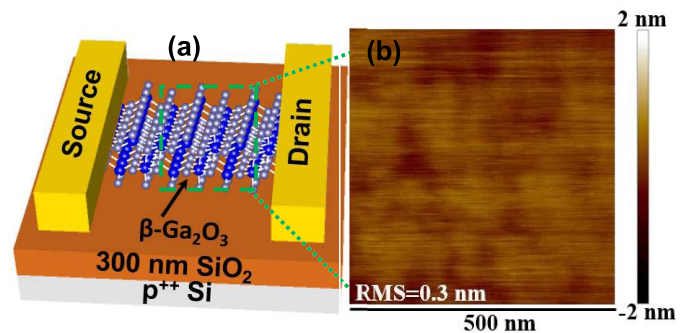 (a)
Source
Drain
β-Ga₂O₃
300 nm SiO₂
p⁺⁺ Si
(b)
2 nm
RMS=0.3 nm
-2 nm
500 nm